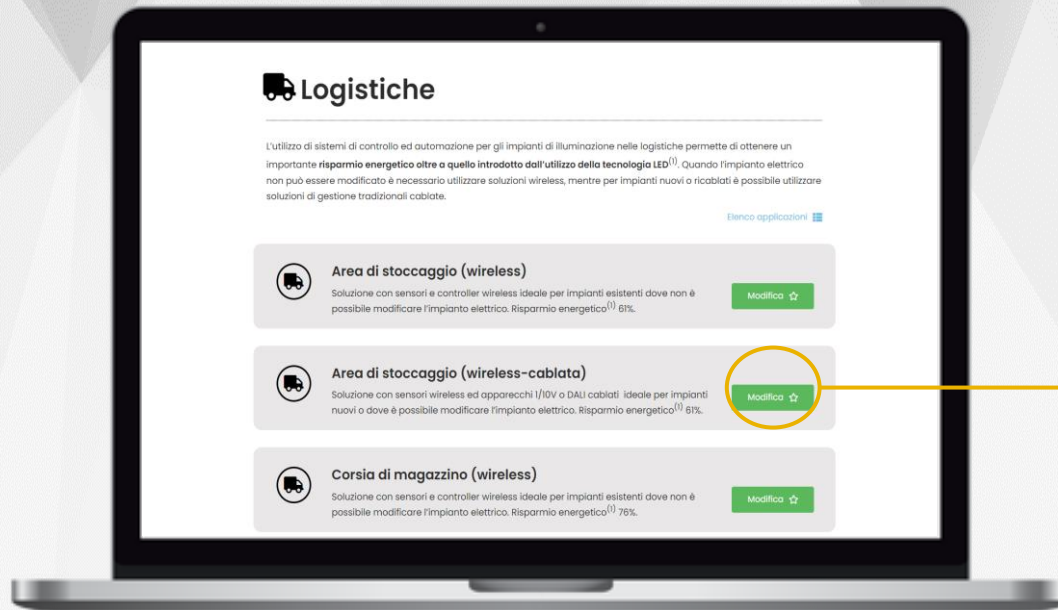 Logistiche
L'utilizzo di sistemi di controllo ed automazione per gli impianti di illuminazione nelle logistiche permette di ottenere un
importante risparmio energetico oltre a quello introdotto dall'utilizzo della tecnologia LED(1). Quando l'impianto elettrico
non può essere modificato è necessario utilizzare soluzioni wireless, mentre per impianti nuovi o ricablati è possibile utilizzare
soluzioni di gestione tradizionali cablate.
Elenco applicazioni
Area di stoccaggio (wireless)
Soluzione con sensori e controller wireless ideale per impianti esistenti dove non è
possibile modificare l'impianto elettrico. Risparmio energetico(1) 61%.
Modifica
Area di stoccaggio (wireless-cablata)
Soluzione con sensori wireless ed apparecchi 1/10V o DALI cablati ideale per impianti
nuovi o dove è possibile modificare l'impianto elettrico. Risparmio energetico(1) 61%.
Modifica
Corsia di magazzino (wireless)
Soluzione con sensori e controller wireless ideale per impianti esistenti dove non è
possibile modificare l'impianto elettrico. Risparmio energetico(1) 76%.
Modifica